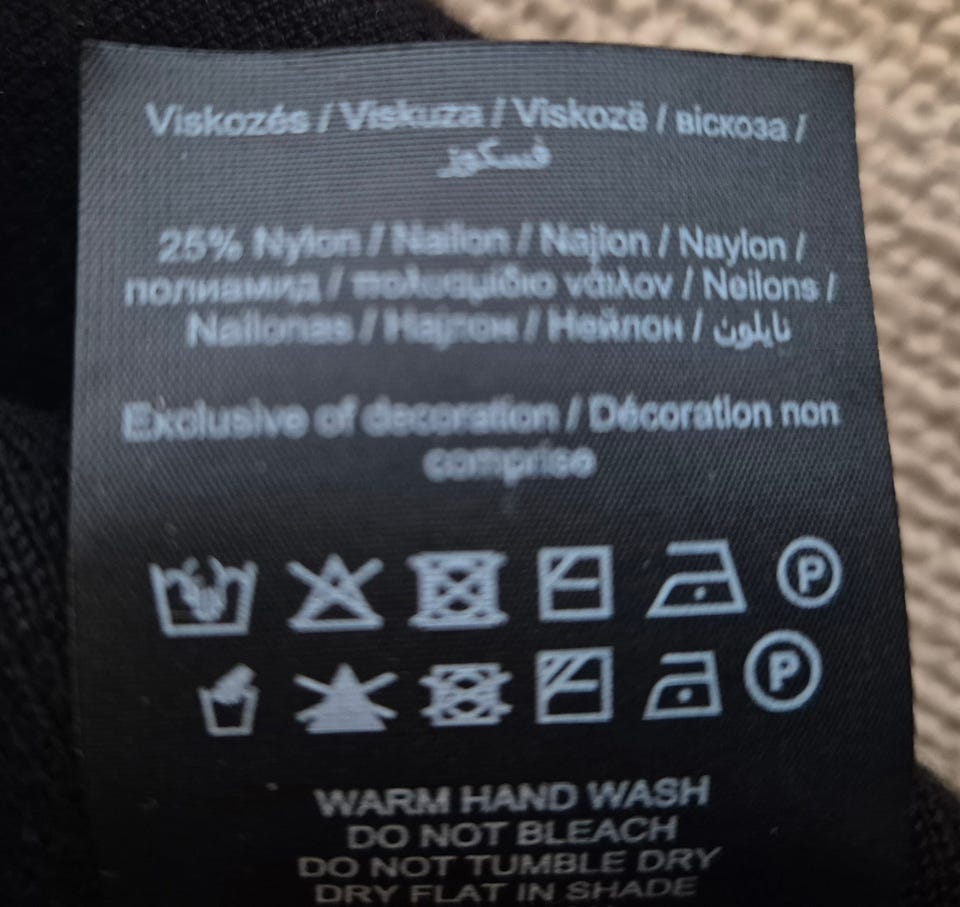 Viskozės / Viskuza / Viskozë / віскоза /
فسكوز
25% Nylon / Nailon / Najlon / Naylon /
полиамид / πολυαμίδιο νάιλον / Neilons /
Nailonas / Најлон / Нейлон / نايلون
Exclusive of decoration / Décoration non
comprise
P
P
WARM HAND WASH
DO NOT BLEACH
DO NOT TUMBLE DRY
DRY FLAT IN SHADE